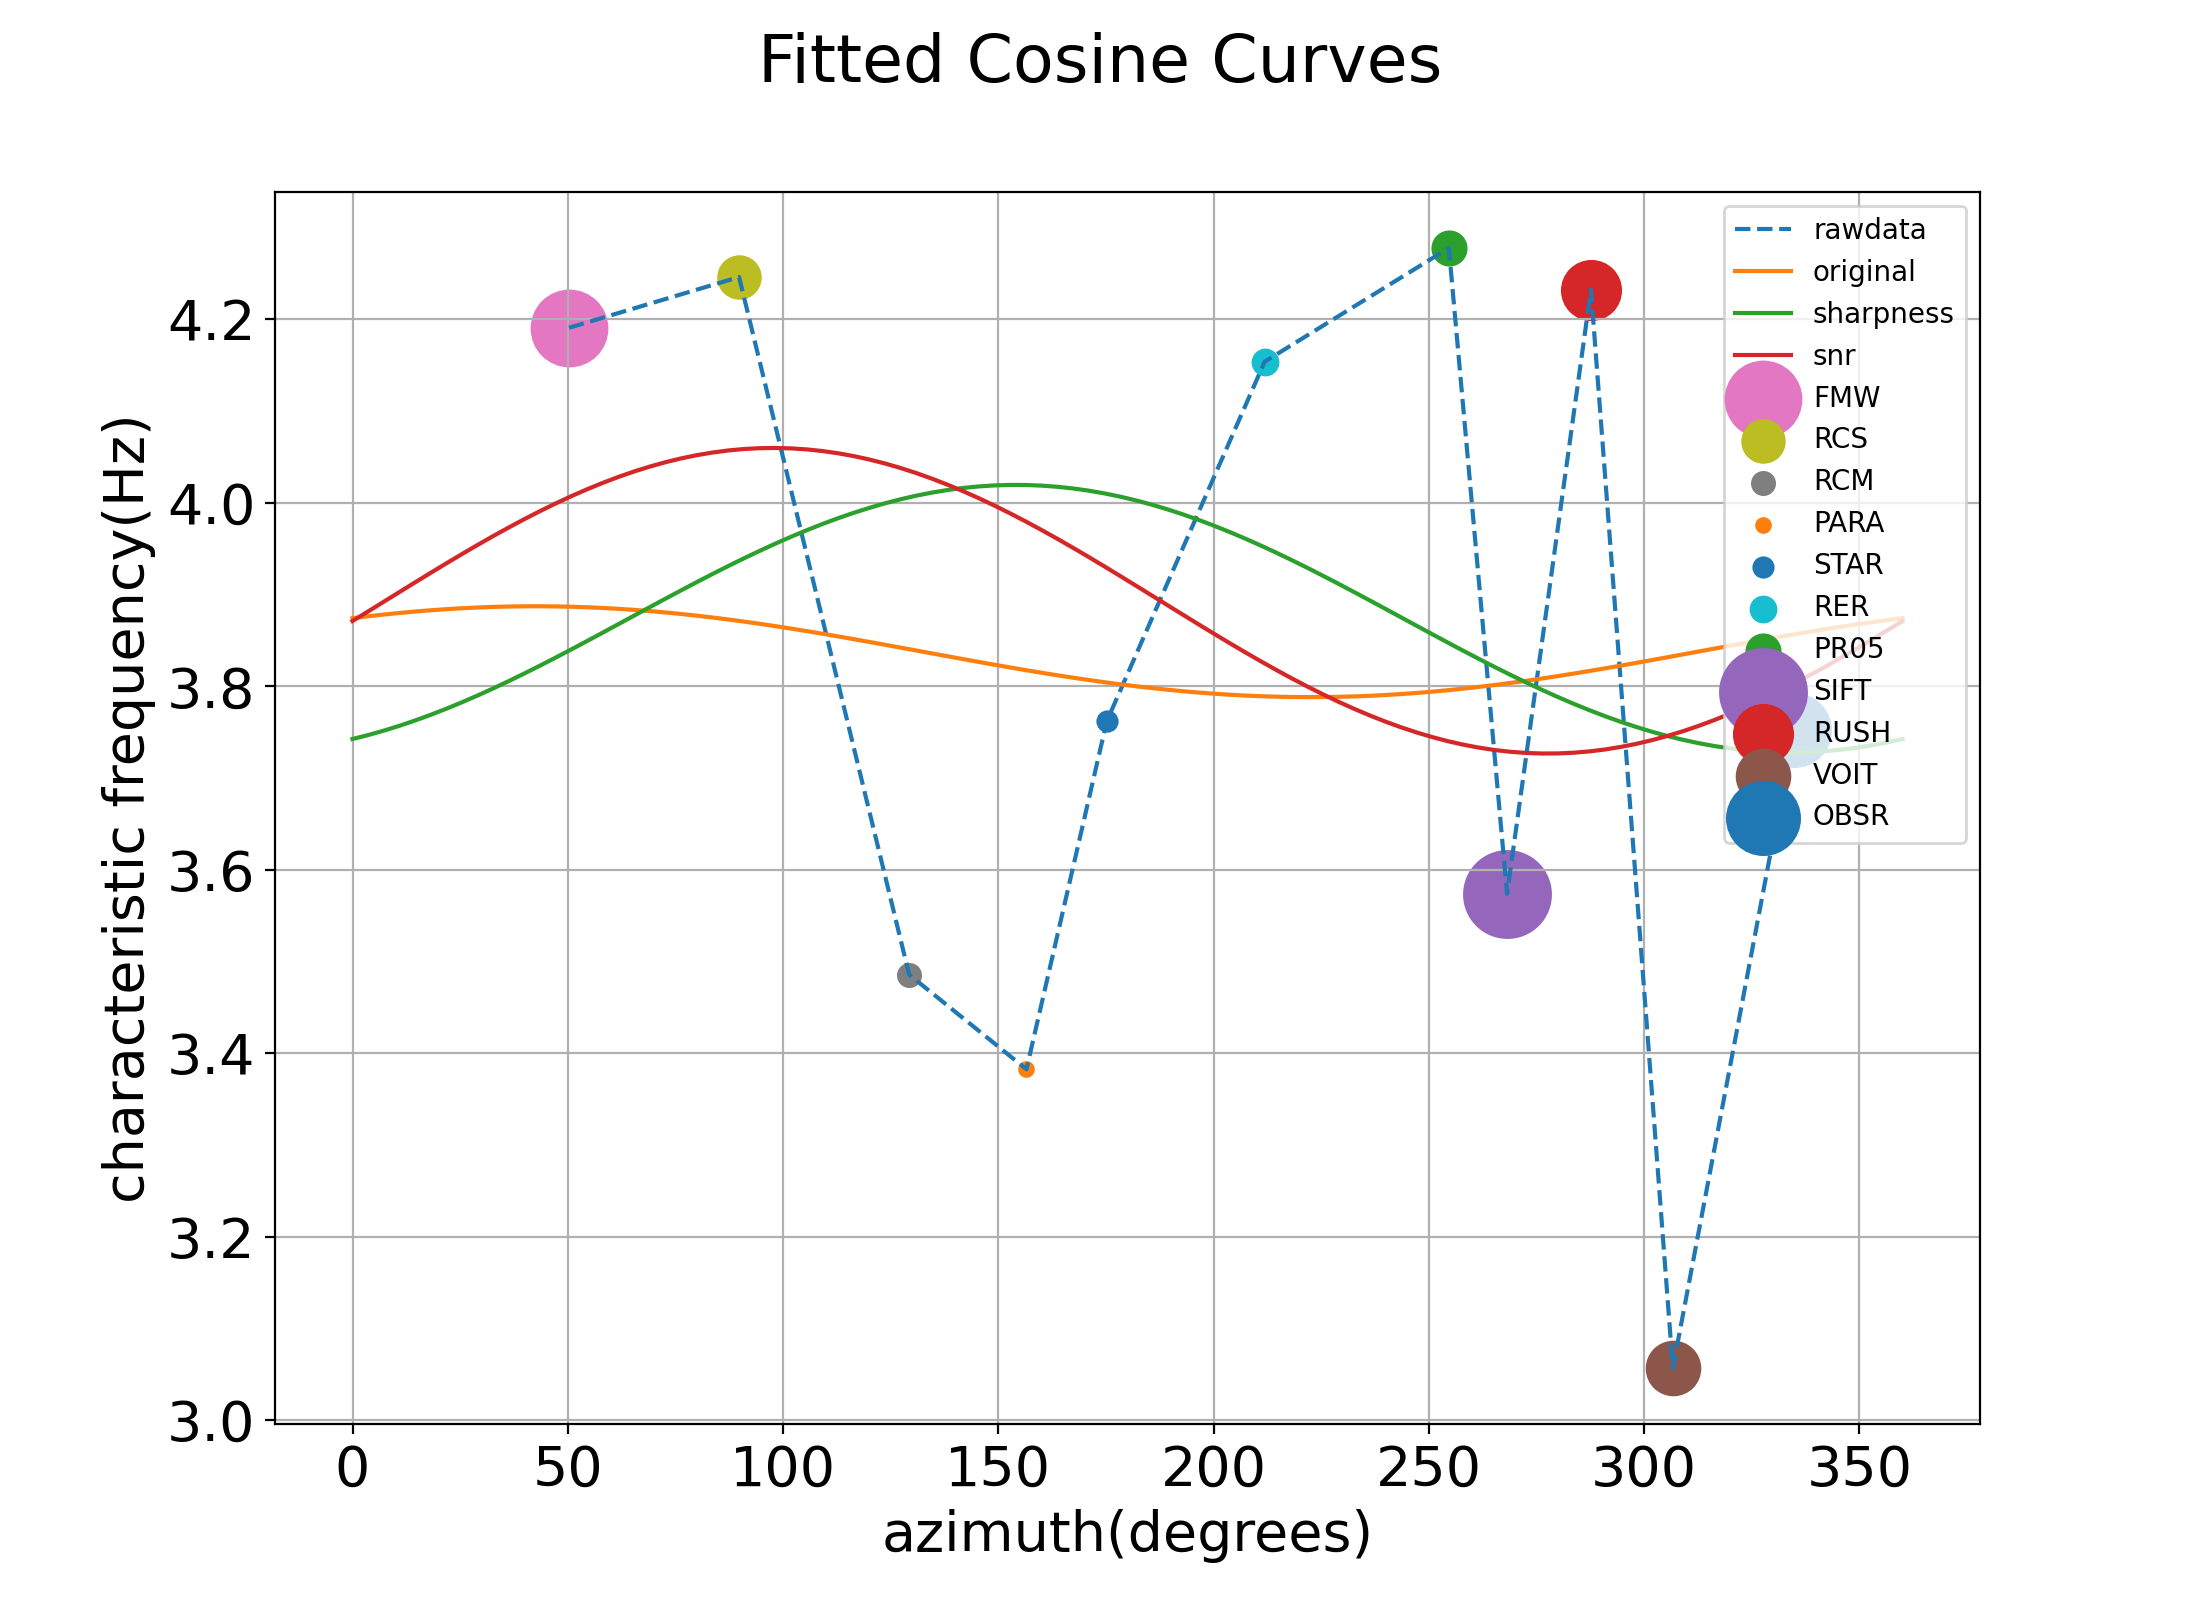 Fitted Cosine Curves
characteristic frequency(Hz)
4.2
4.0
3.8
3.6
3.4
3.2
3.0
0 50 100 150 200 250 300 350
azimuth(degrees)
rawdata
original
sharpness
snr
FMW
RCS
RCM
PARA
STAR
RER
PR05
SIFT
RUSH
VOIT
OBSR